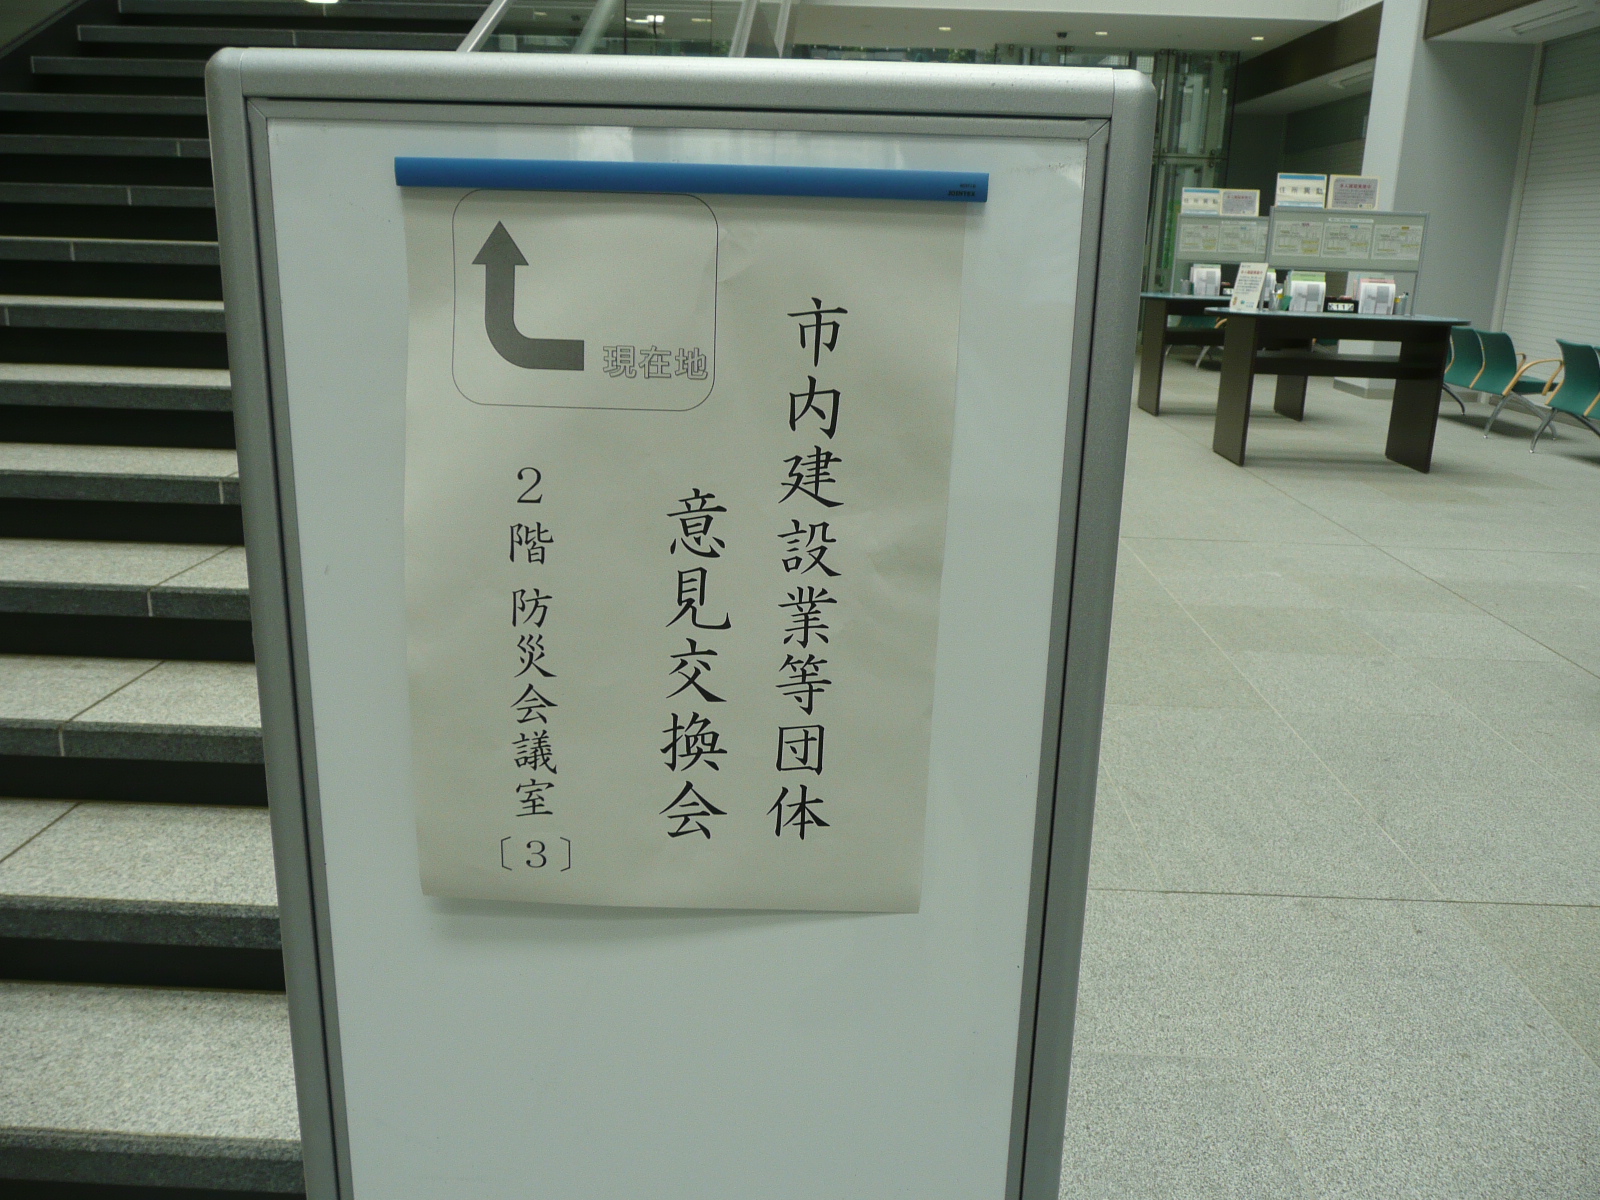 市内建設業等団体
意見交換会
現在地
2階 防災会議室
〔3〕